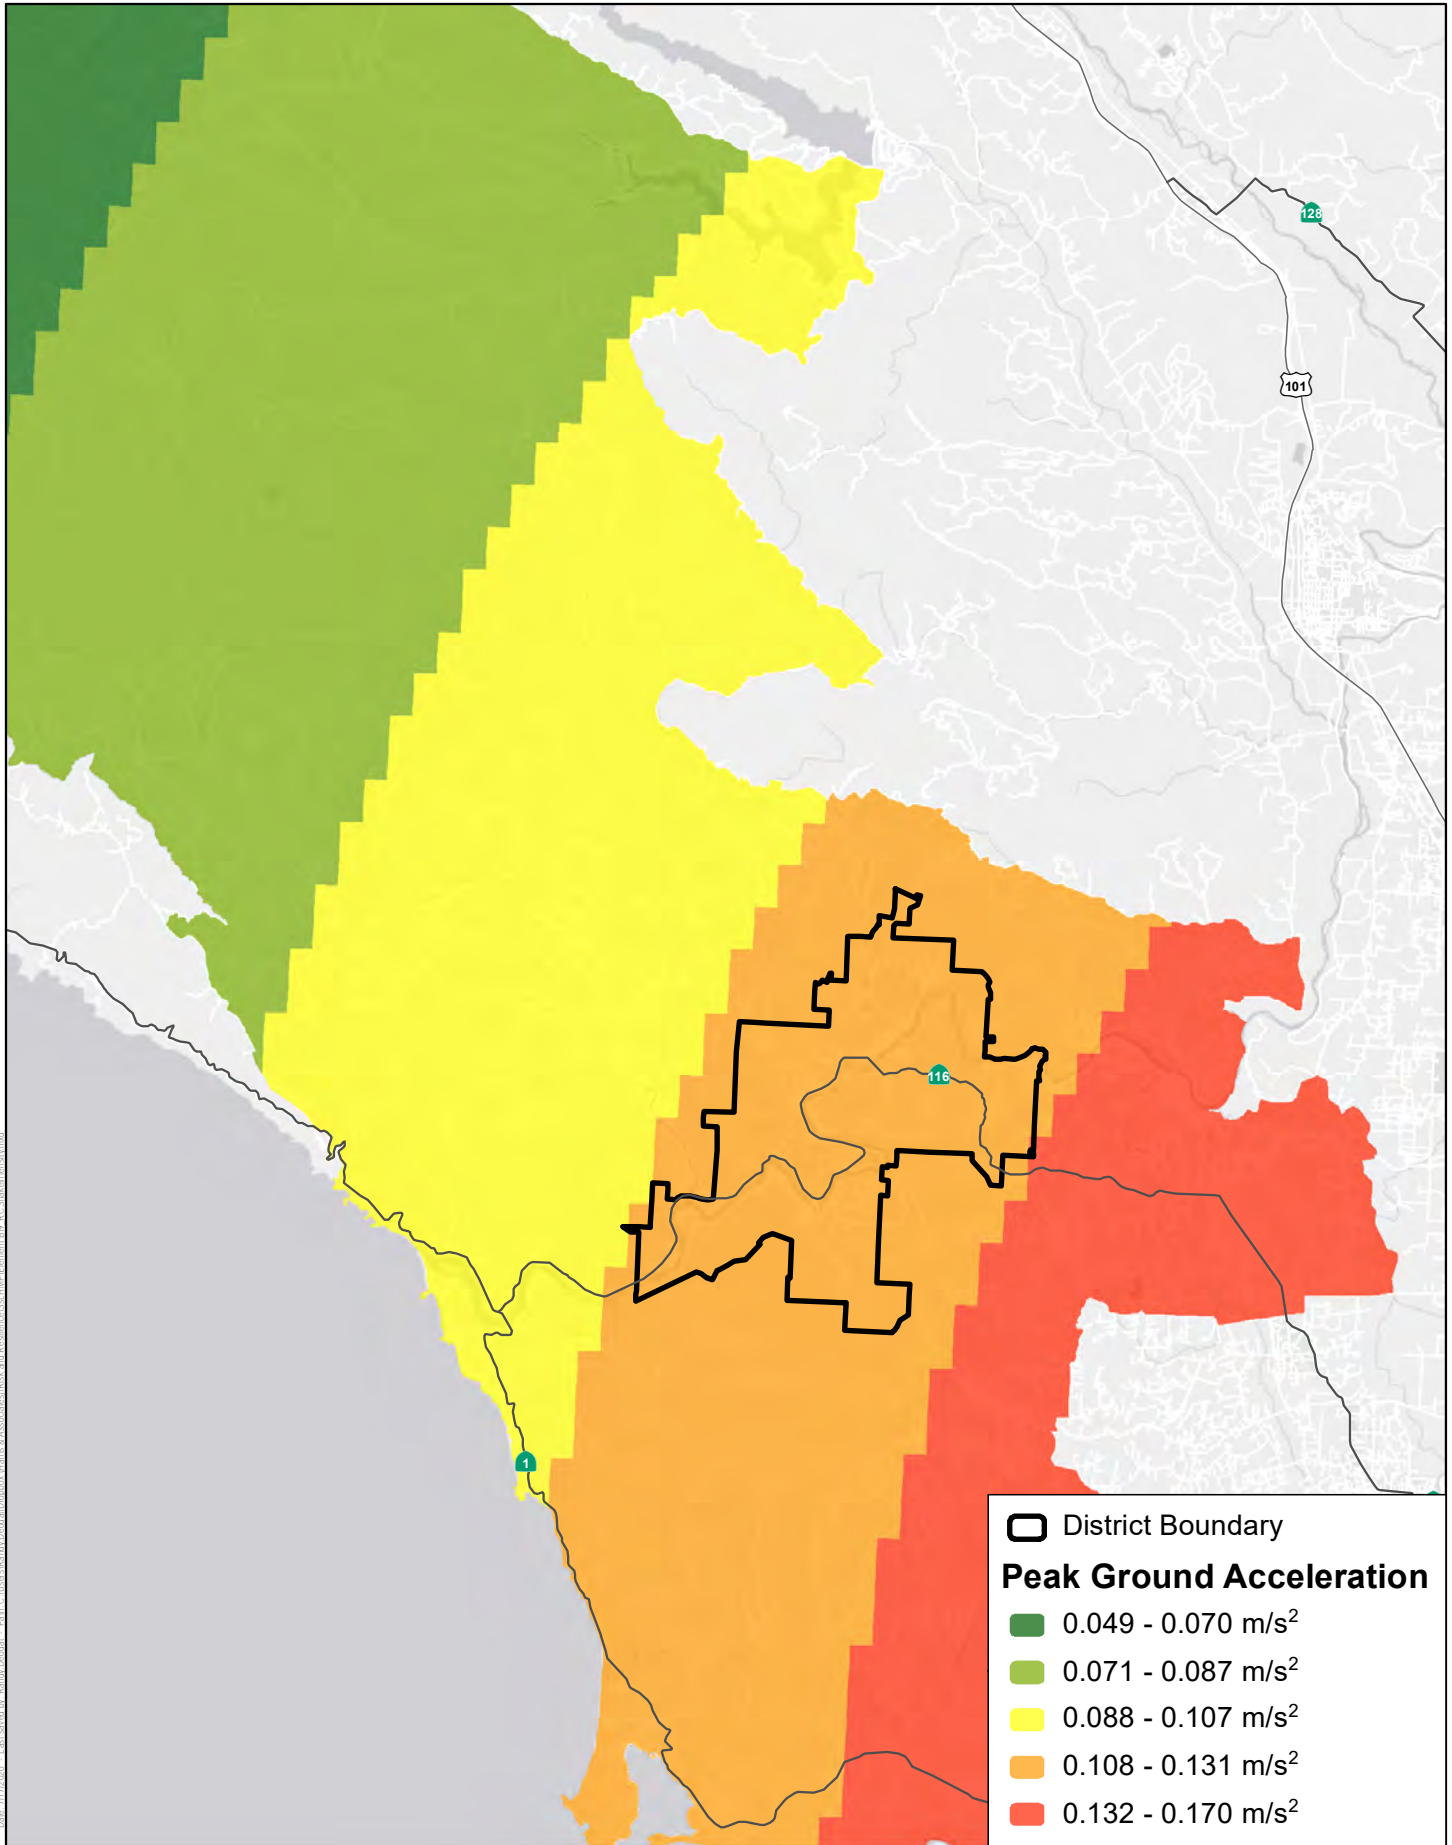 128
101
116
1
District Boundary
Peak Ground Acceleration
0.049 - 0.070 m/s²
0.071 - 0.087 m/s²
0.088 - 0.107 m/s²
0.108 - 0.131 m/s²
0.132 - 0.170 m/s²